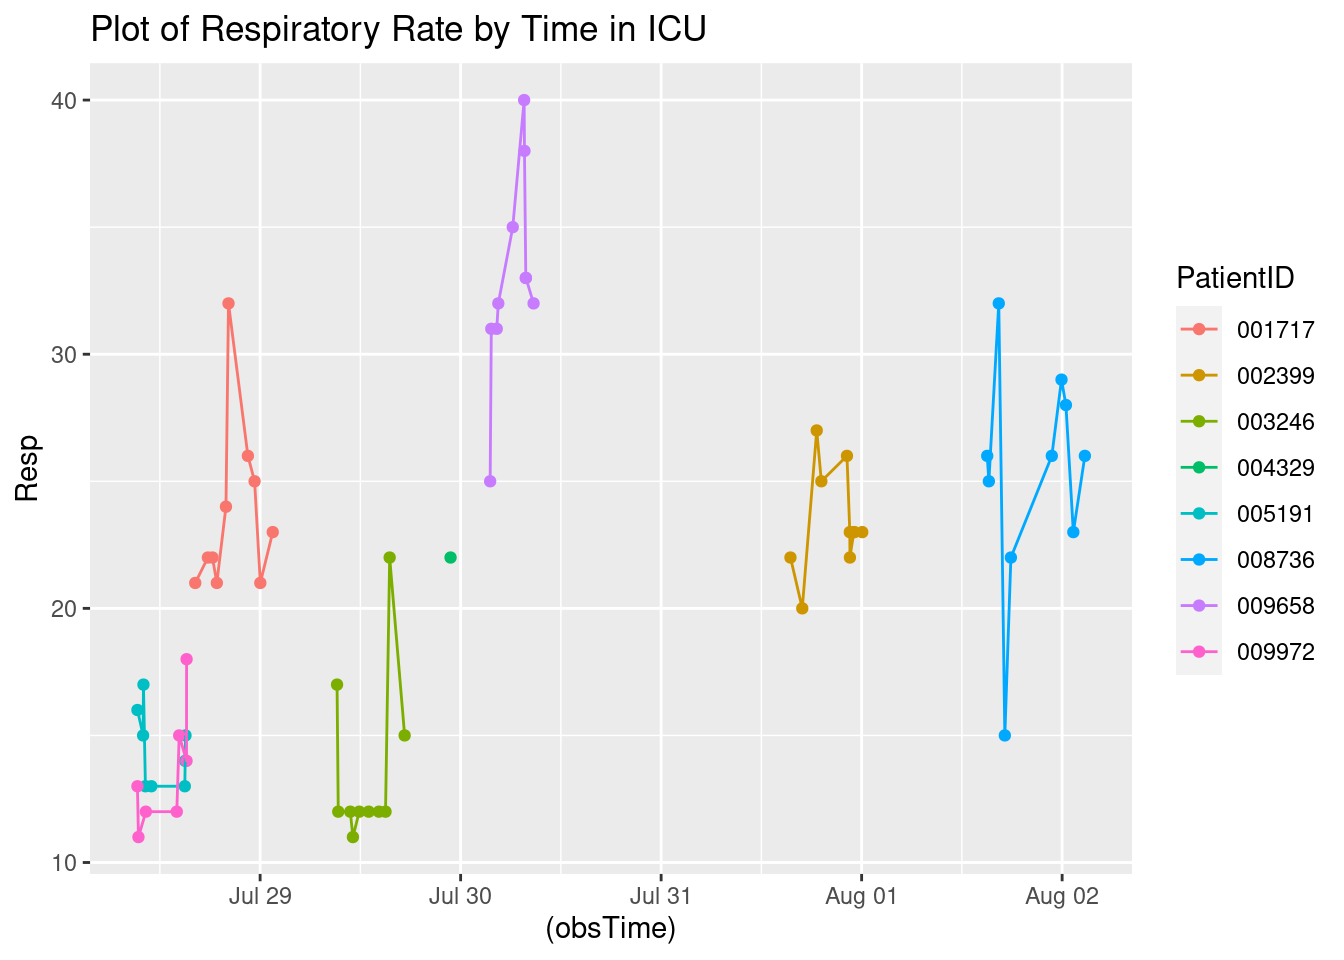 Plot of Respiratory Rate by Time in ICU
40
30
20
10
Resp
Jul 29 Jul 30 Jul 31 Aug 01 Aug 02
(obsTime)
PatientID
001717
002399
003246
004329
005191
008736
009658
009972